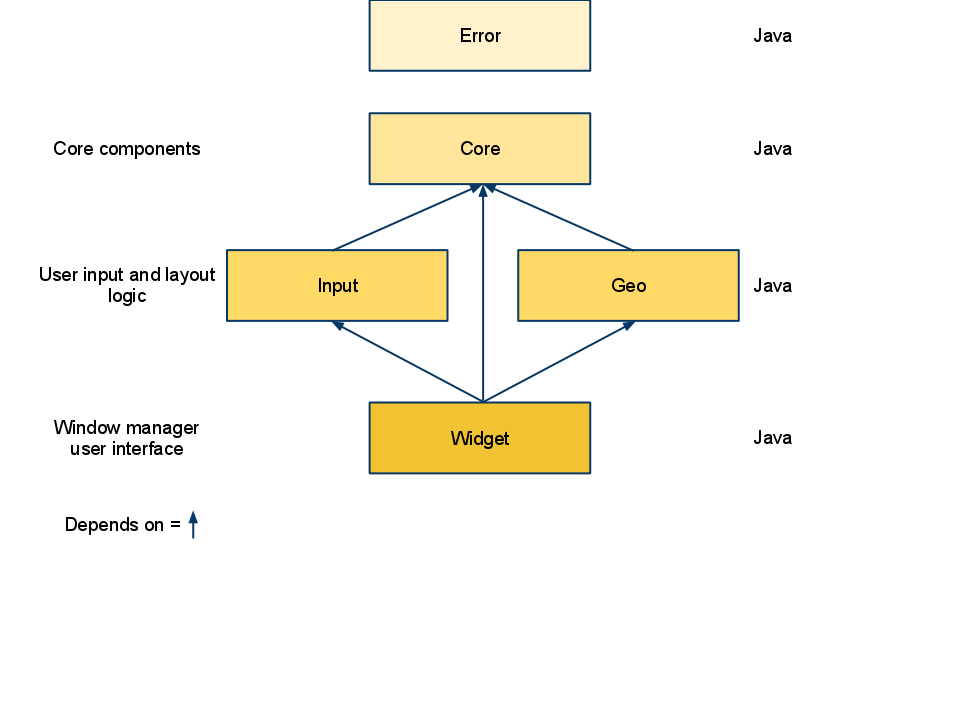 Error
Java
Core components
Core
Java
User input and layout
logic
Input
Geo
Java
Window manager
user interface
Widget
Java
Depends on =